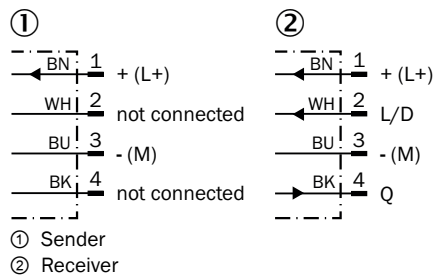 ① ②
BN 1 + (L+) BN 1 + (L+)
WH 2 not connected WH 2 L/D
BU 3 - (M) BU 3 - (M)
BK 4 not connected BK 4 Q
① Sender
② Receiver